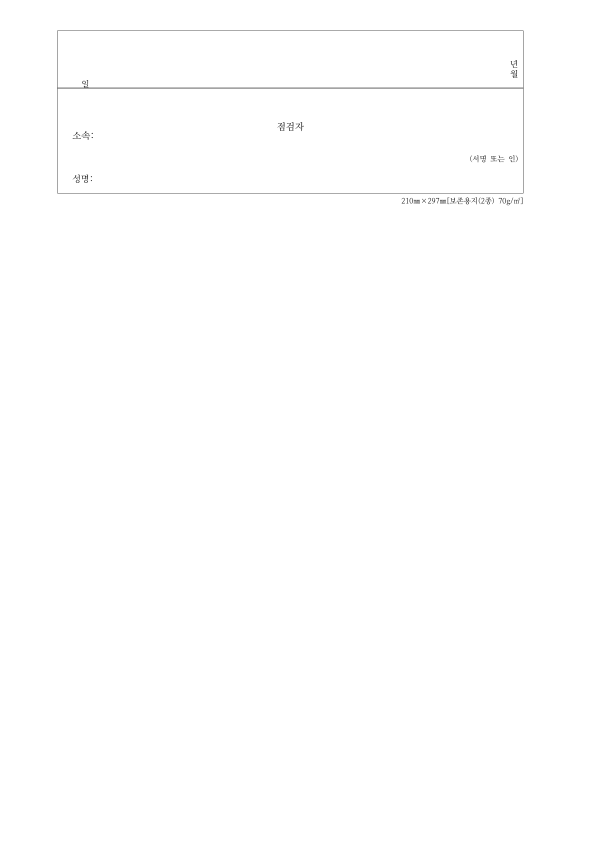 년
월
일
점검자
소속:
(서명 또는 인)
성명:
210㎜×297㎜[보존용지(2종) 70g/㎡]